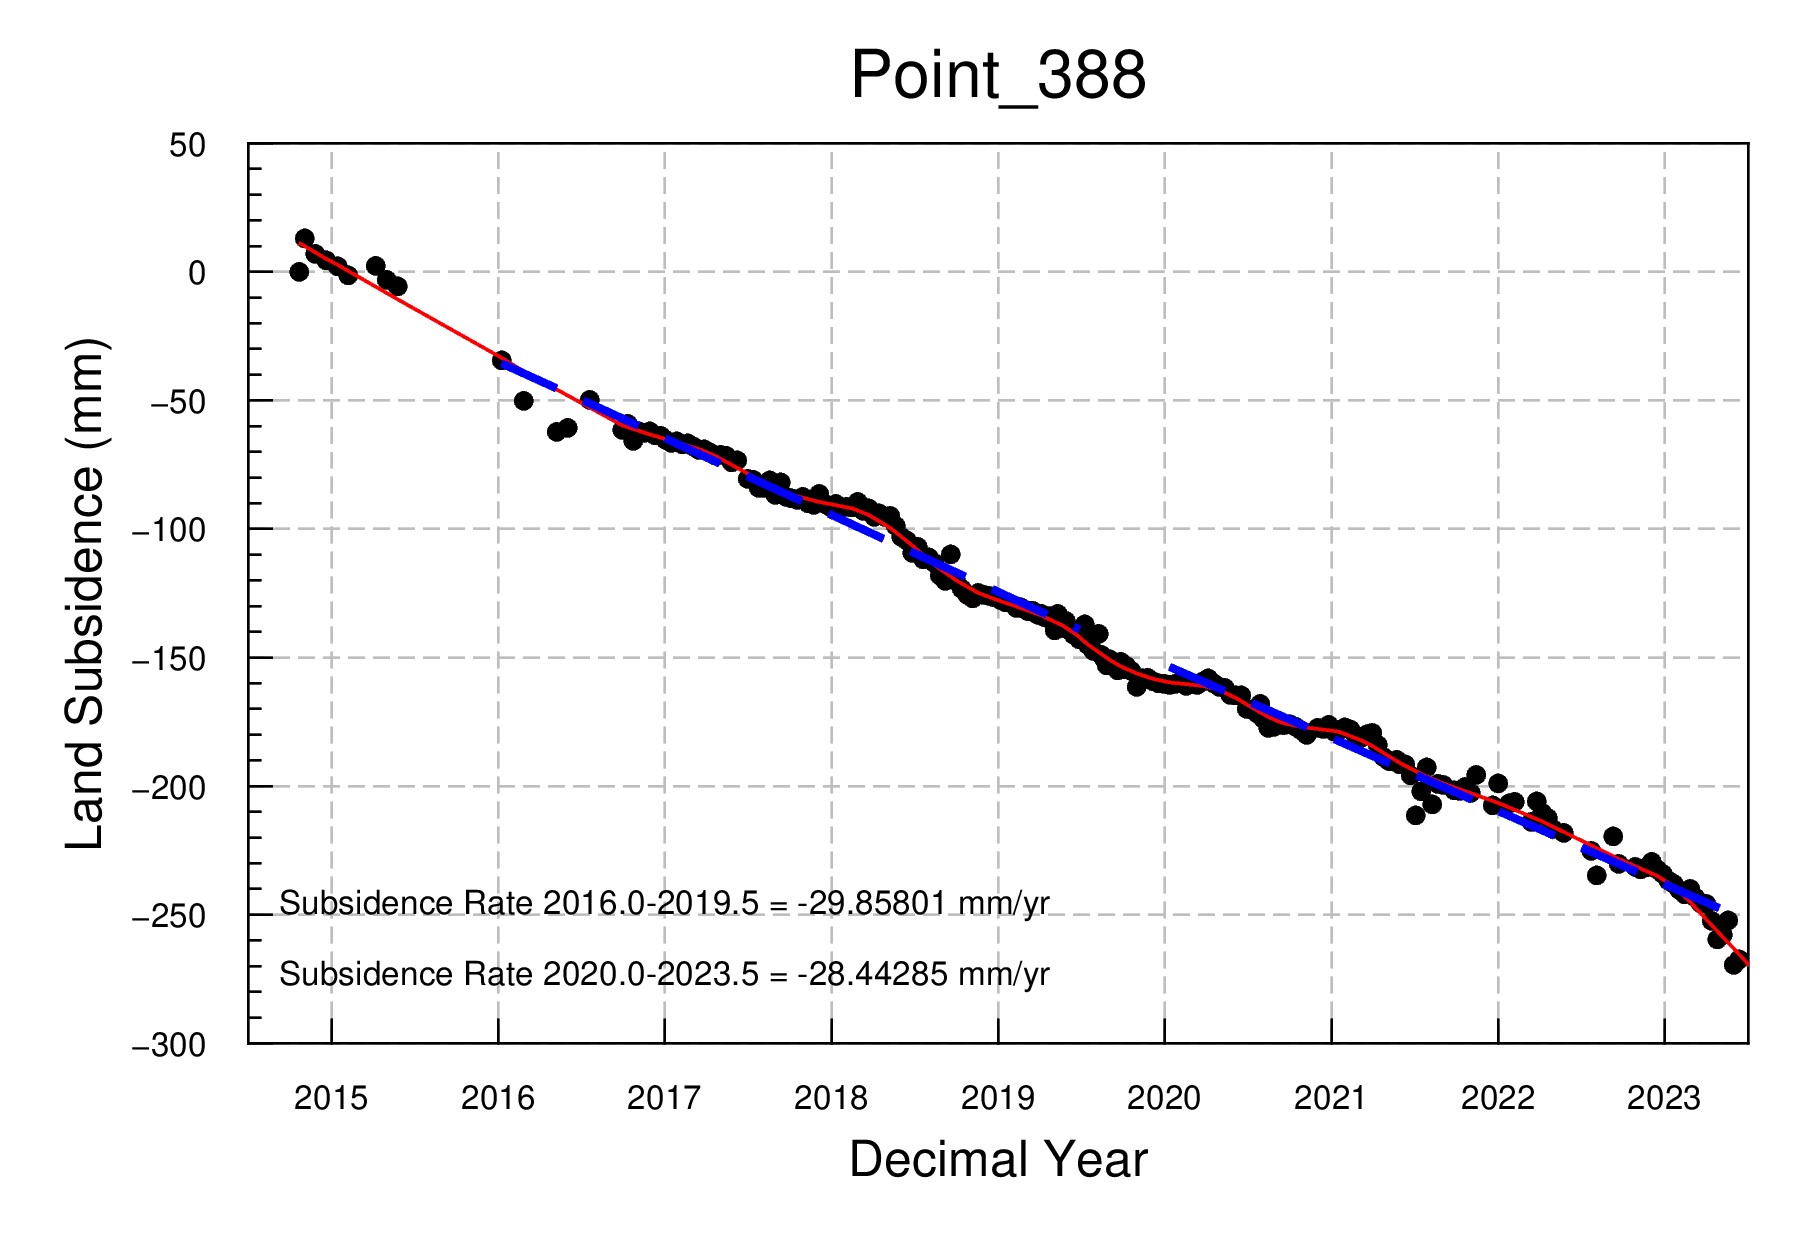 Point_388
50
0
−50
−100
−150
−200
−250
−300
Land Subsidence (mm)
Subsidence Rate 2016.0-2019.5 = -29.85801 mm/yr
Subsidence Rate 2020.0-2023.5 = -28.44285 mm/yr
2015 2016 2017 2018 2019 2020 2021 2022 2023
Decimal Year